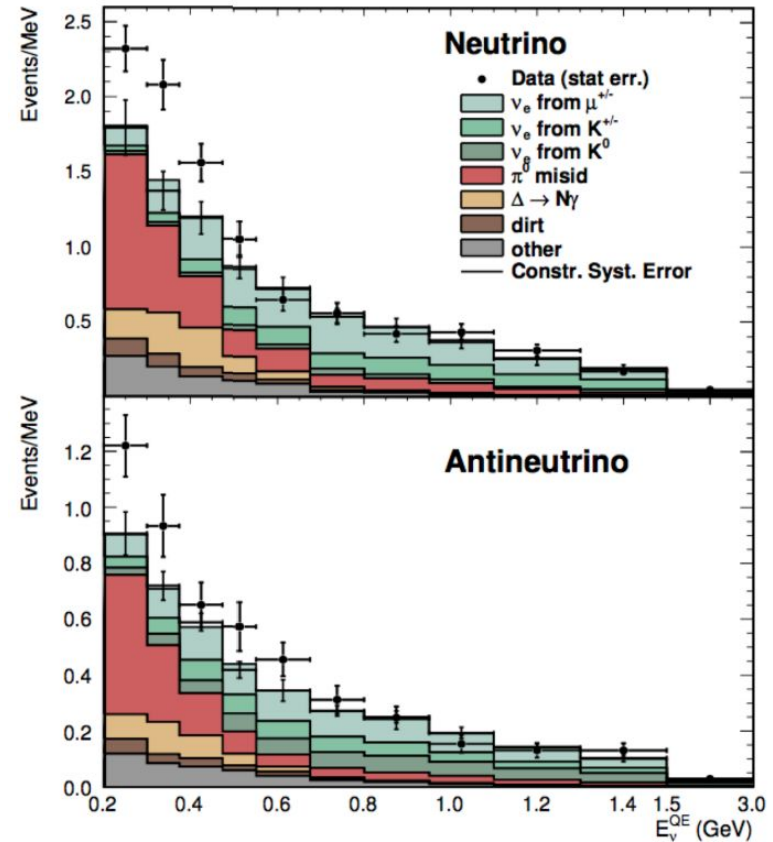 Events/MeV
2.5
2.0
1.5
1.0
0.5
Neutrino
Data (stat err.)
νe from μ+/-
νe from K+/-
νe from K0
π0 misid
Δ → Nγ
dirt
other
Constr. Syst. Error
Events/MeV
1.2
1.0
0.8
0.6
0.4
0.2
0.0
Antineutrino
0.2 0.4 0.6 0.8 1.0 1.2 1.4 1.5 3.0
EνQE (GeV)